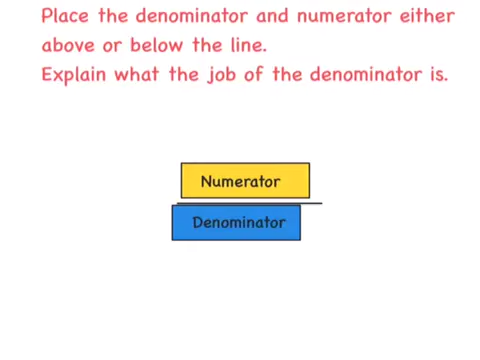 Place the denominator and numerator either
above or below the line.
Explain what the job of the denominator is.
Numerator
Denominator